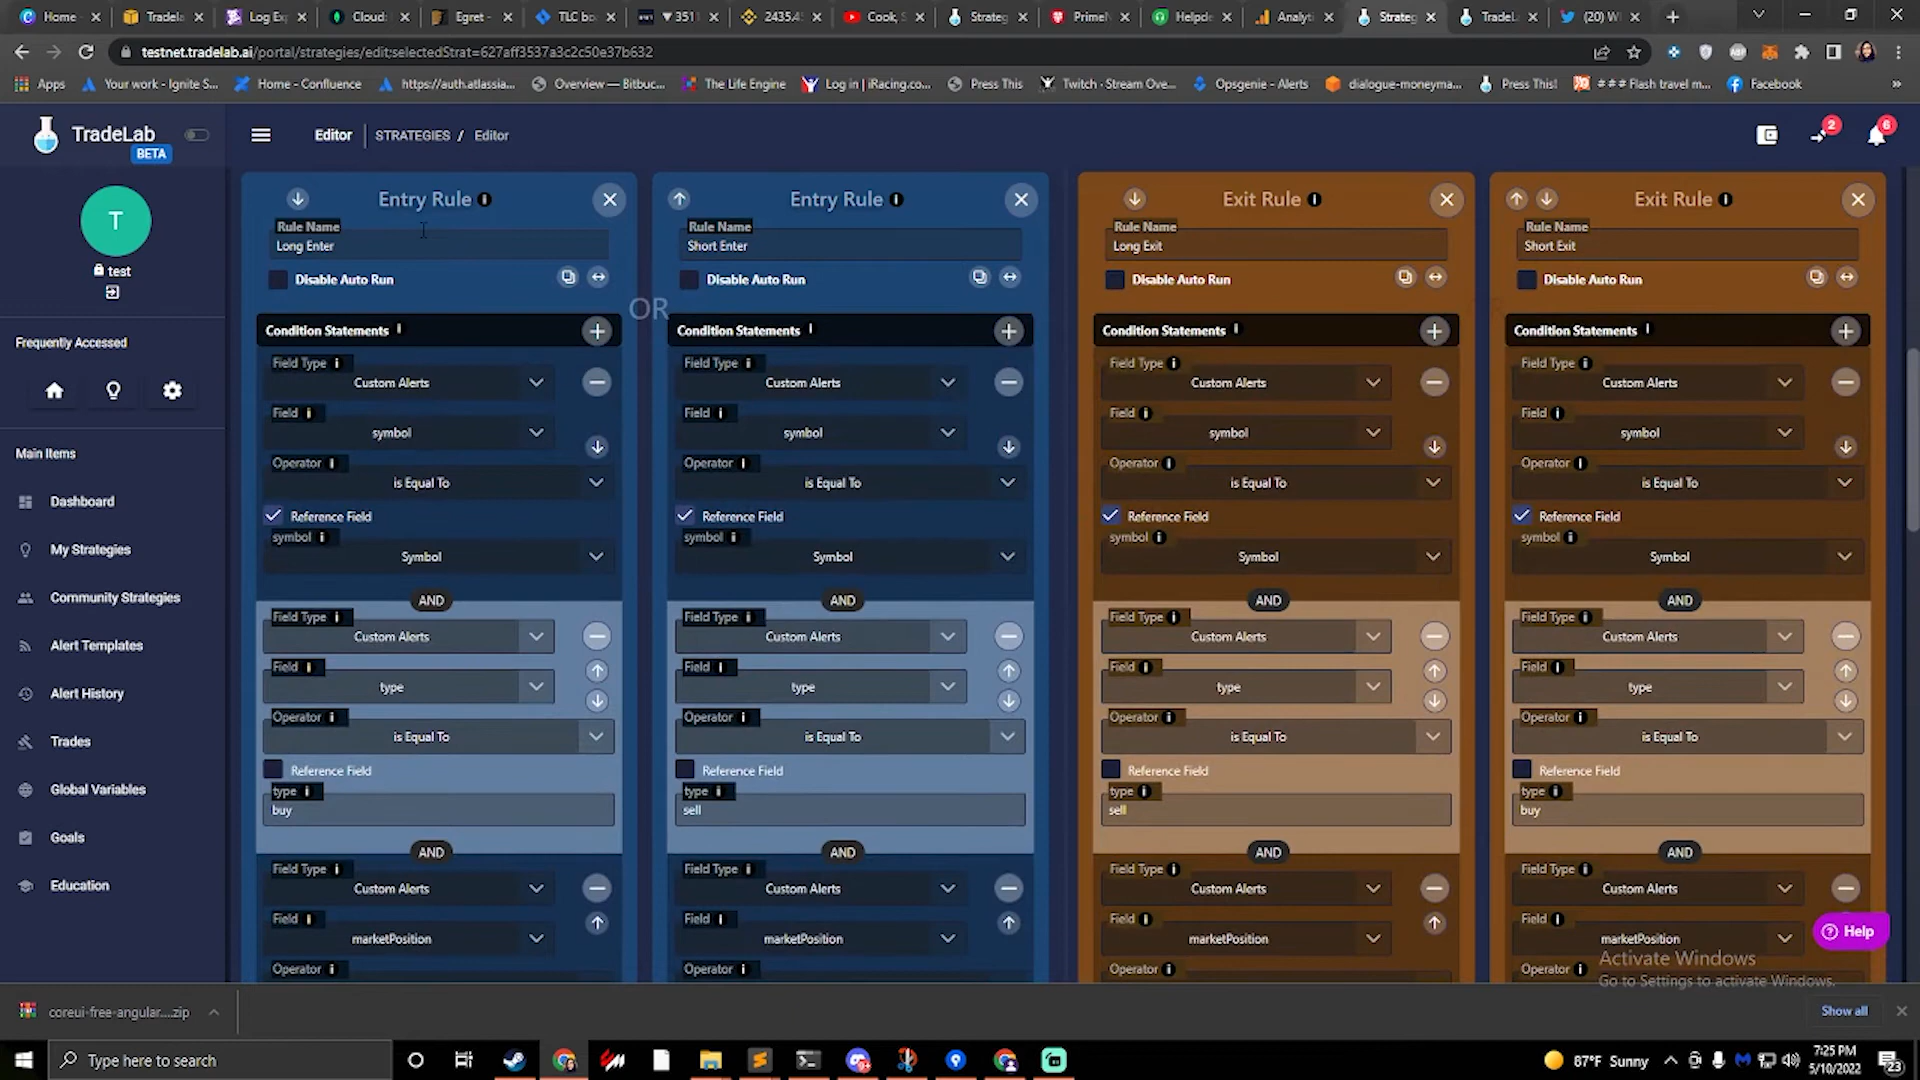 Home
Tradela
Log Ex
Cloud:
Egret -
TLC bo
▼351
2435.4
Cook, S
Strateg
PrimeN
Helpde
Analyti
Strateg
TradeL
(20) W
testnet.tradelab.ai/portal/strategies/edit;selectedStrat=627aff3537a3c2c50e37b632
Apps
Your work - Ignite S...
Home - Confluence
https://auth.atlassia...
Overview — Bitbuc...
The Life Engine
Log in | iRacing.co...
Press This
Twitch - Stream Ove...
Opsgenie - Alerts
dialogue-moneyma...
Press This!
###Flash travel m...
Facebook
»
TradeLab
BETA
Editor
STRATEGIES / Editor
2
6
T
test
Frequently Accessed
Main Items
Dashboard
My Strategies
Community Strategies
Alert Templates
Alert History
Trades
Global Variables
Goals
Education
Entry Rule
Rule Name
Long Enter
Disable Auto Run
Condition Statements
Field Type
Custom Alerts
Field
symbol
Operator
is Equal To
Reference Field
symbol
Symbol
AND
Field Type
Custom Alerts
Field
type
Operator
is Equal To
Reference Field
type
buy
AND
Field Type
Custom Alerts
Field
marketPosition
Operator
OR
Entry Rule
Rule Name
Short Enter
Disable Auto Run
Condition Statements
Field Type
Custom Alerts
Field
symbol
Operator
is Equal To
Reference Field
symbol
Symbol
AND
Field Type
Custom Alerts
Field
type
Operator
is Equal To
Reference Field
type
sell
AND
Field Type
Custom Alerts
Field
marketPosition
Operator
Exit Rule
Rule Name
Long Exit
Disable Auto Run
Condition Statements
Field Type
Custom Alerts
Field
symbol
Operator
is Equal To
Reference Field
symbol
Symbol
AND
Field Type
Custom Alerts
Field
type
Operator
is Equal To
Reference Field
type
sell
AND
Field Type
Custom Alerts
Field
marketPosition
Operator
Exit Rule
Rule Name
Short Exit
Disable Auto Run
Condition Statements
Field Type
Custom Alerts
Field
symbol
Operator
is Equal To
Reference Field
symbol
Symbol
AND
Field Type
Custom Alerts
Field
type
Operator
is Equal To
Reference Field
type
buy
AND
Field Type
Custom Alerts
Field
marketPosition
Operator
Help
Activate Windows
Go to Settings to activate Windows.
coreui-free-angular....zip
Show all
Type here to search
87°F Sunny
7:25 PM
5/10/2022
23